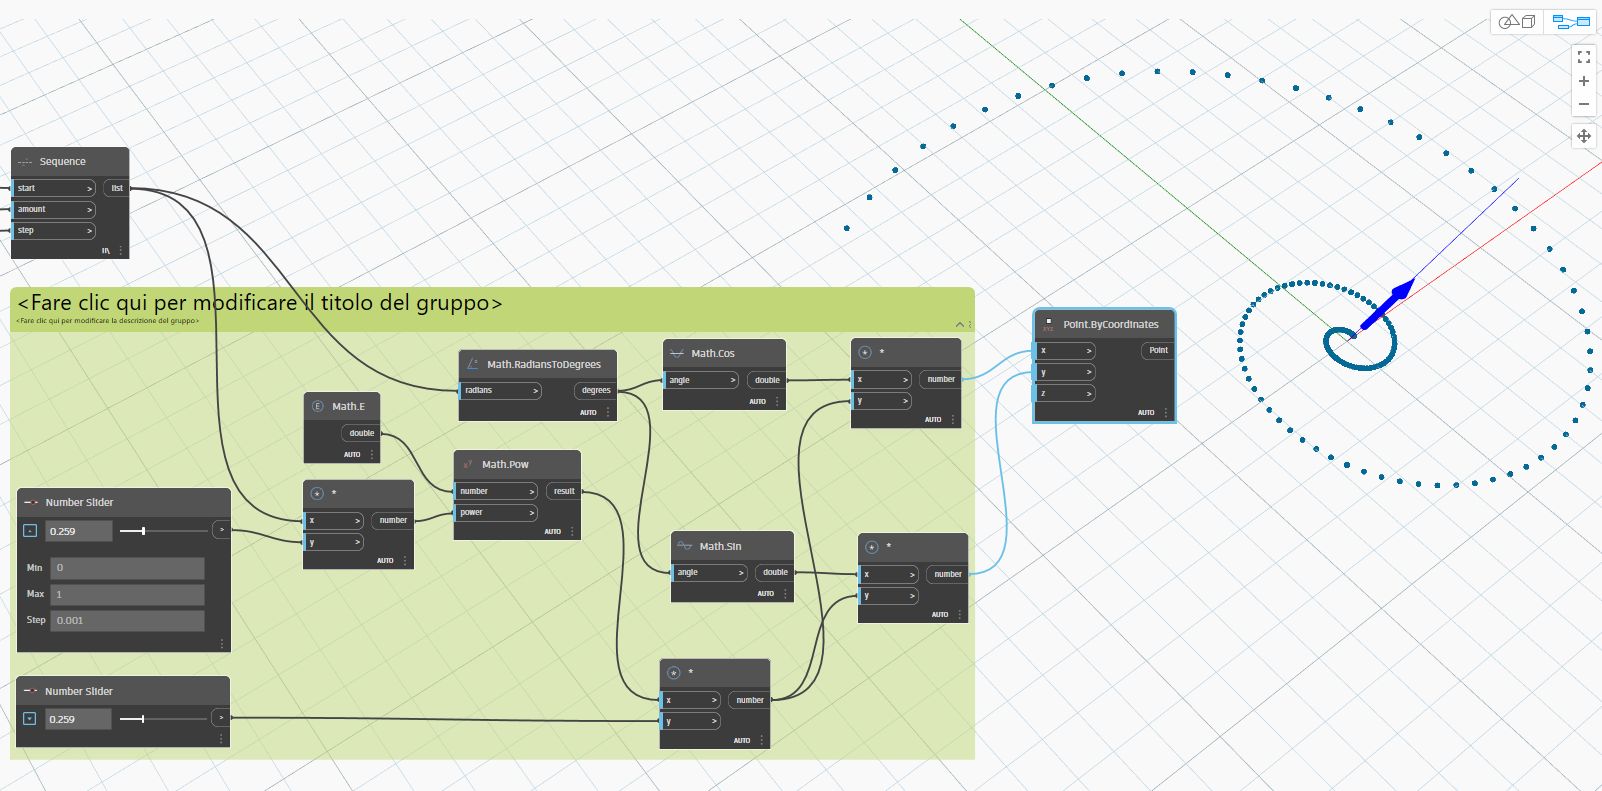 Sequence
start >
list
amount >
step >
<Fare clic qui per modificare il titolo del gruppo>
<Fare clic qui per modificare la descrizione del gruppo>
Math.RadiansToDegrees
radians >
degrees
AUTO
Math.Cos
angle >
double
AUTO
*
x >
number
y >
AUTO
Point.ByCoordinates
XYZ
x >
Point
y >
z >
AUTO
E
Math.E
double
AUTO
Math.Pow
number >
result
power >
AUTO
*
x >
number
y >
AUTO
Number Slider
0.259
>
Min 0
Max 1
Step 0.001
Math.Sin
angle >
double
AUTO
*
x >
number
y >
AUTO
Number Slider
0.259
>
*
x >
number
y >
AUTO